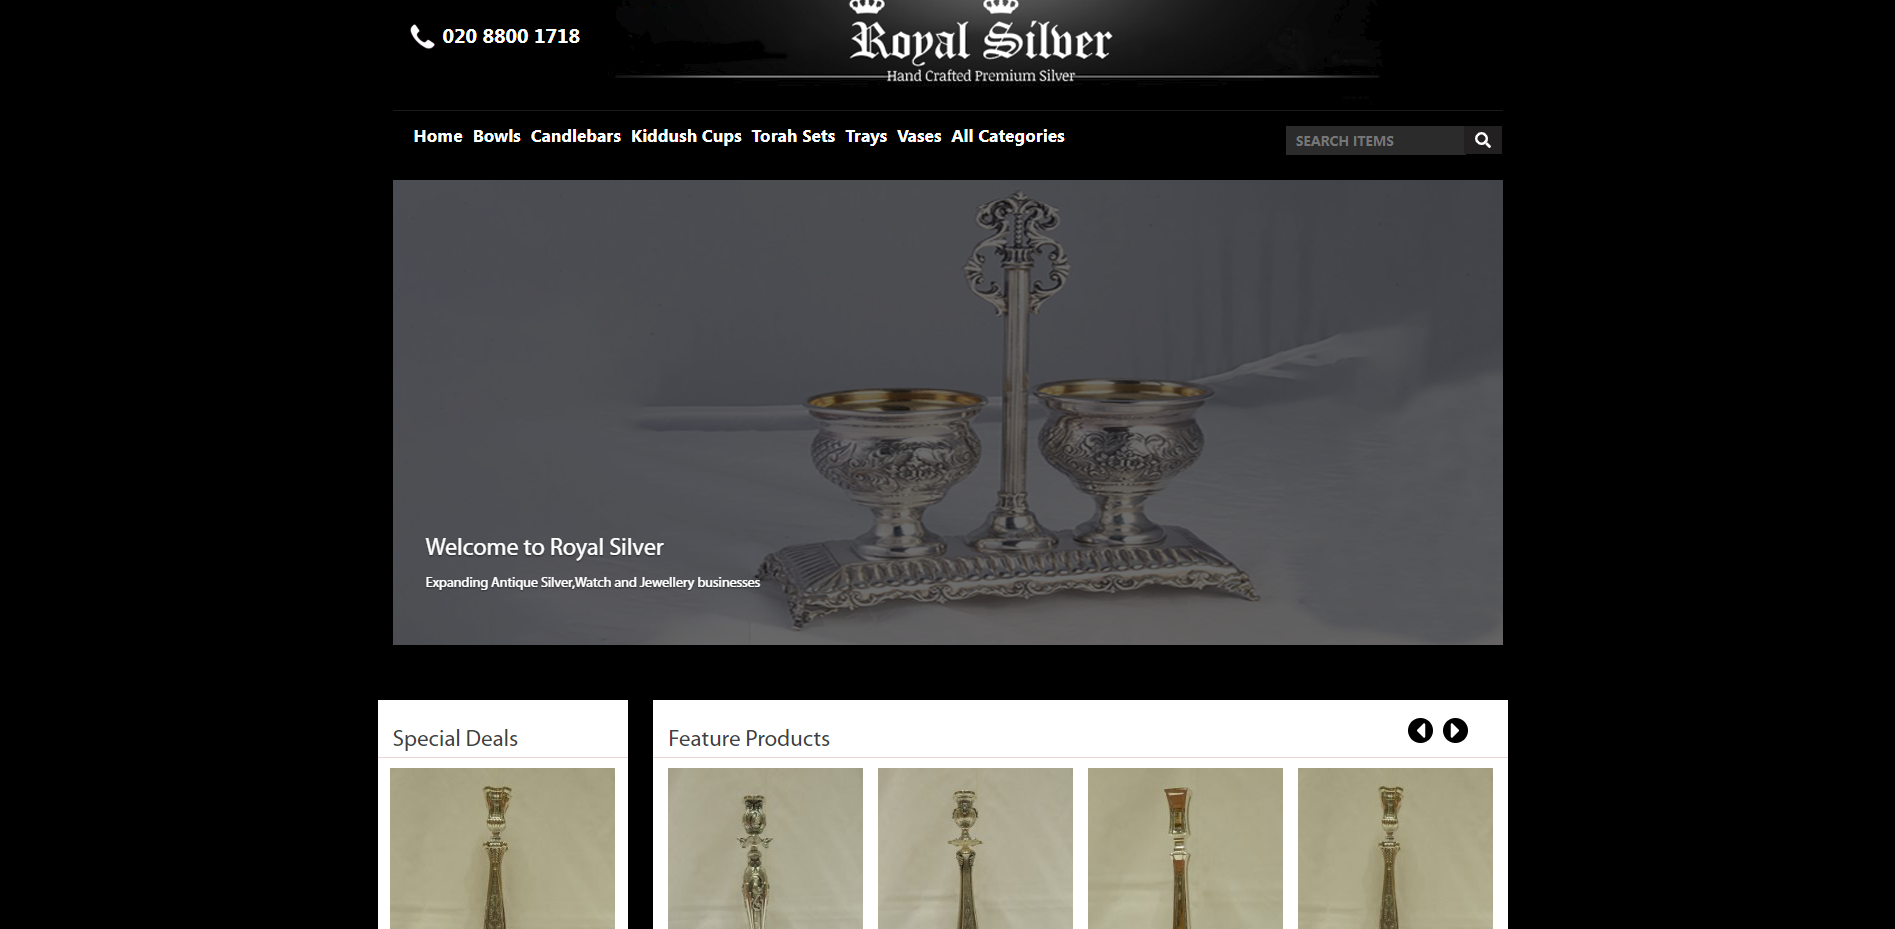 020 8800 1718
Royal Silver
Hand Crafted Premium Silver
Home Bowls Candlebars Kiddush Cups Torah Sets Trays Vases All Categories
SEARCH ITEMS
Welcome to Royal Silver
Expanding Antique Silver,Watch and Jewellery businesses
Special Deals
Feature Products